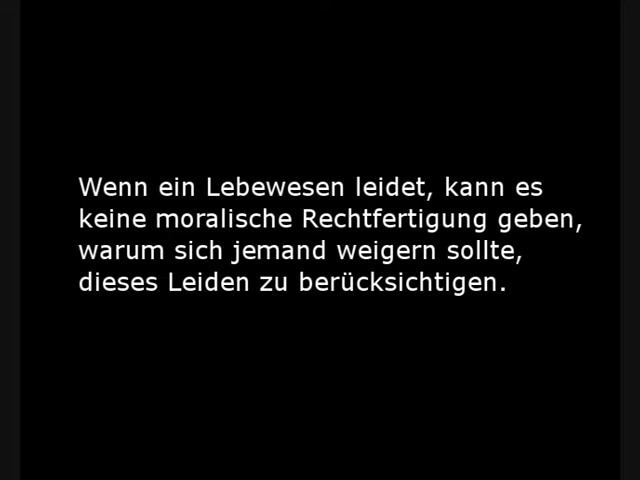 Wenn ein Lebewesen leidet, kann es
keine moralische Rechtfertigung geben,
warum sich jemand weigern sollte,
dieses Leiden zu berücksichtigen.